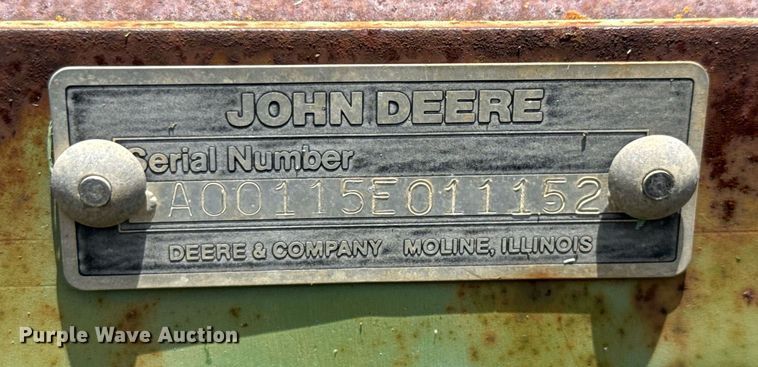 JOHN DEERE
Serial Number
A00115E011152
DEERE & COMPANY MOLINE, ILLINOIS
Purple Wave Auction